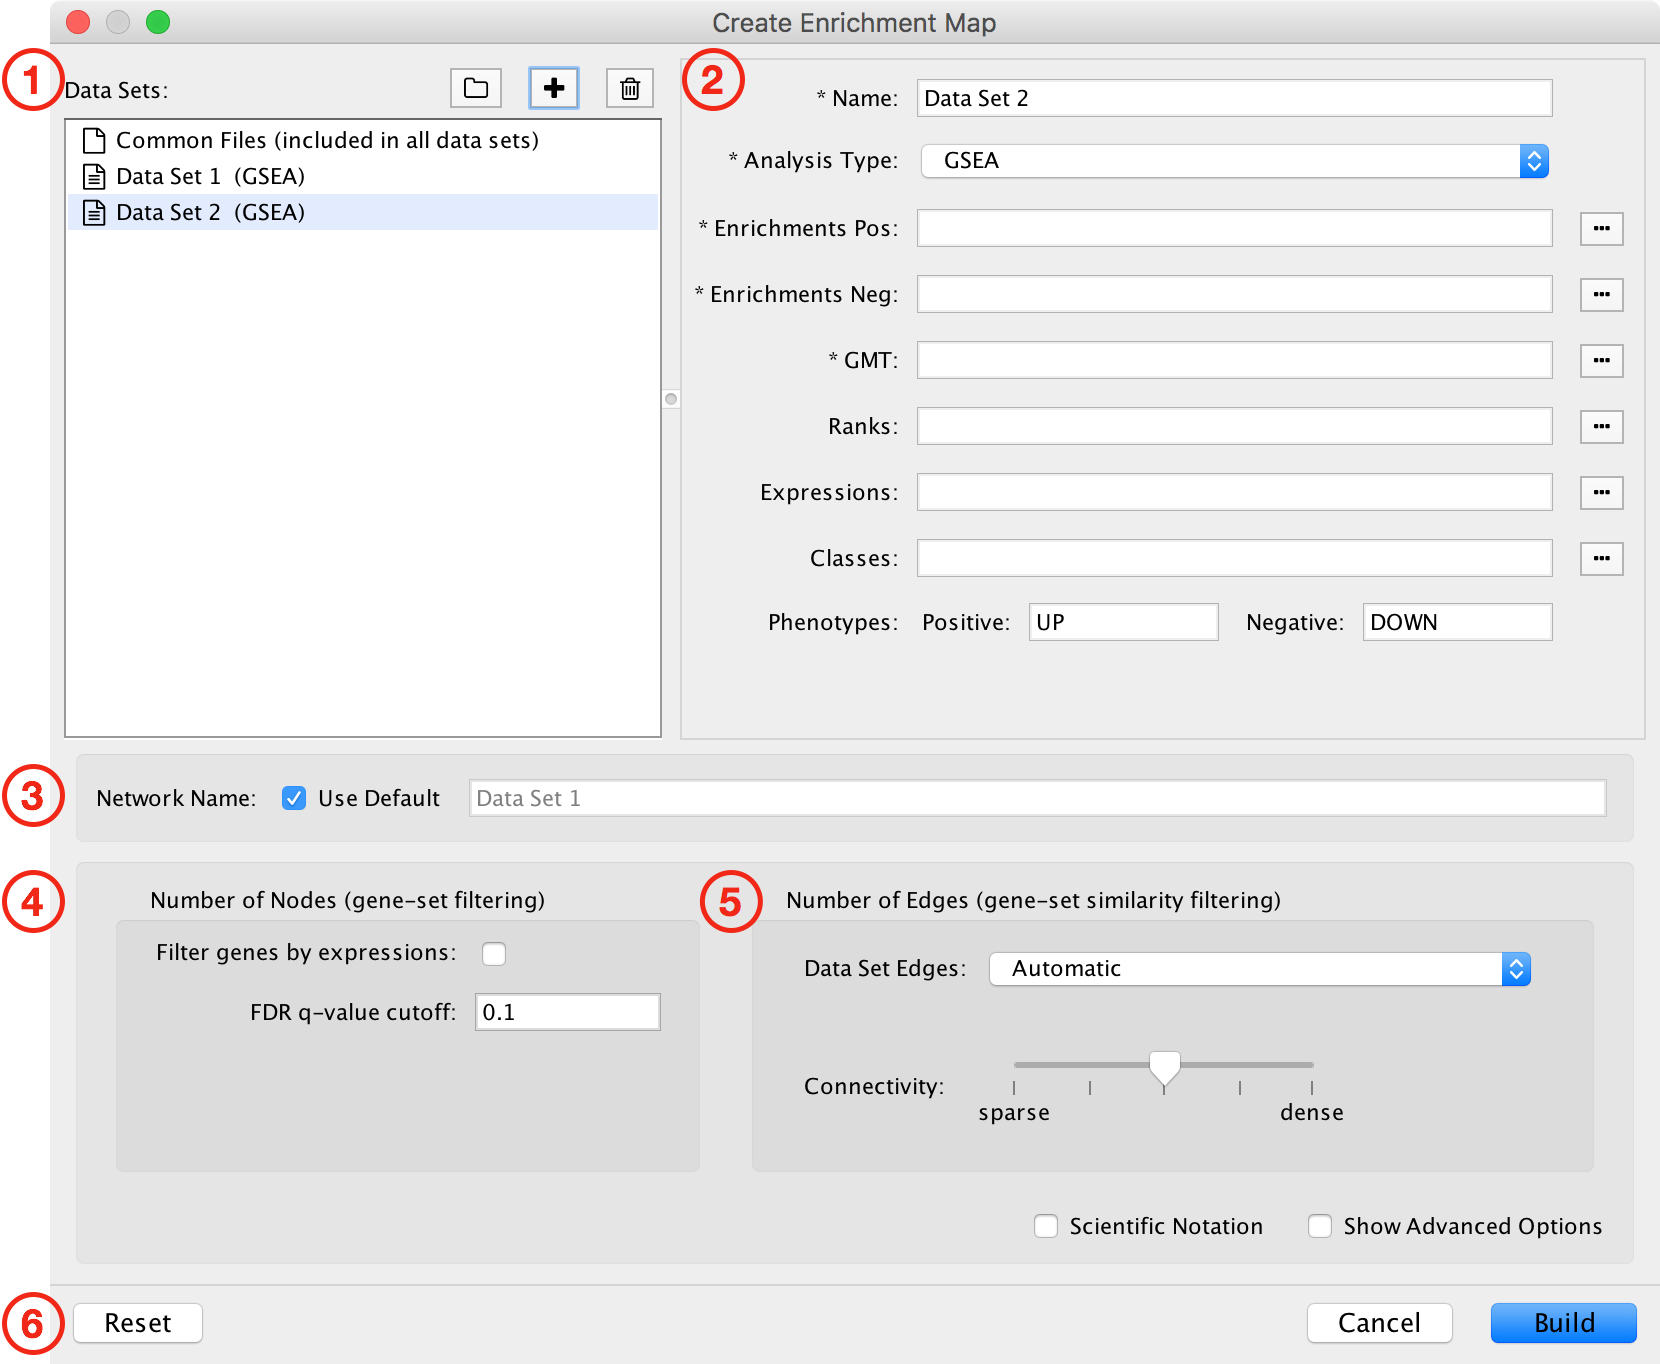 Create Enrichment Map
1
Data Sets:
Common Files (included in all data sets)
Data Set 1 (GSEA)
Data Set 2 (GSEA)
2
* Name: Data Set 2
* Analysis Type: GSEA
* Enrichments Pos:
* Enrichments Neg:
* GMT:
Ranks:
Expressions:
Classes:
Phenotypes: Positive: UP Negative: DOWN
3
Network Name: Use Default Data Set 1
4
Number of Nodes (gene-set filtering)
Filter genes by expressions:
FDR q-value cutoff: 0.1
5
Number of Edges (gene-set similarity filtering)
Data Set Edges: Automatic
Connectivity:
sparse dense
Scientific Notation Show Advanced Options
6
Reset Cancel Build